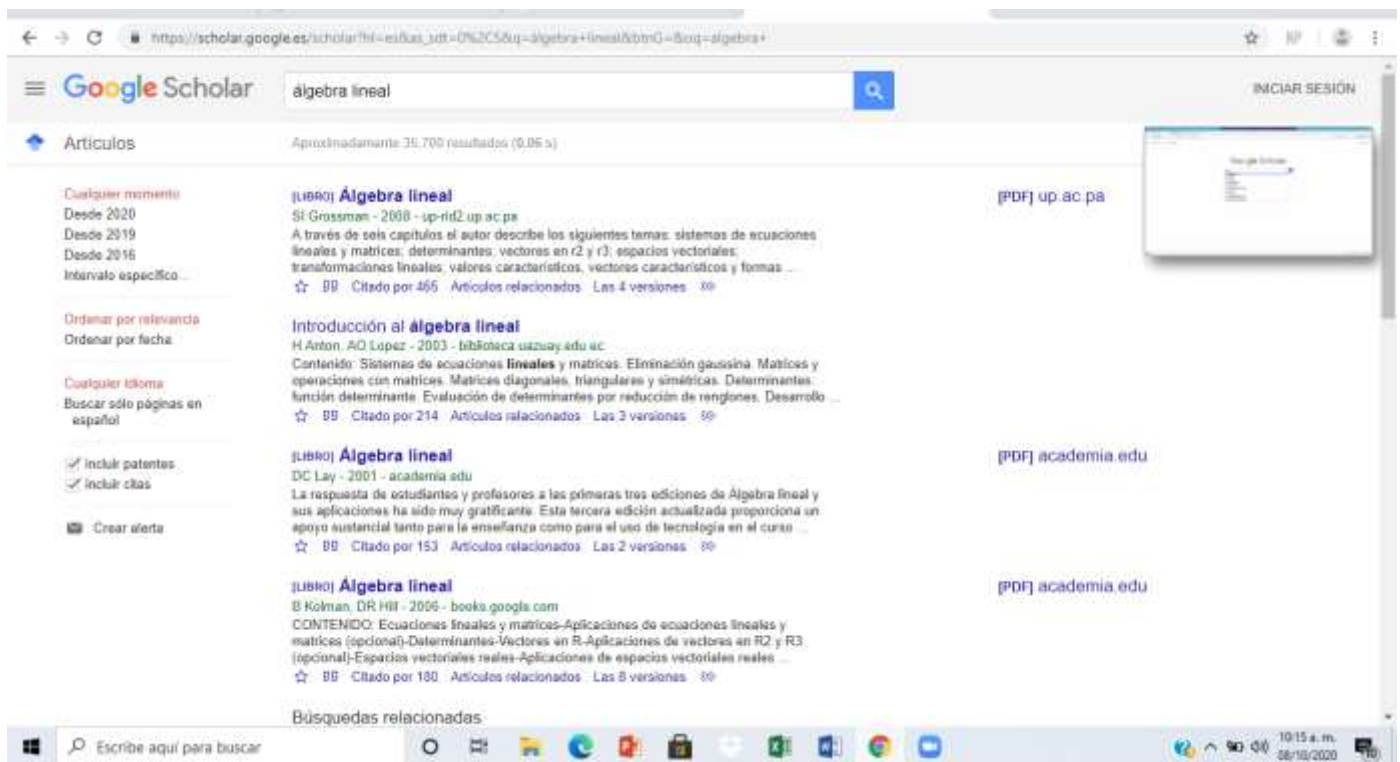 https://scholar.google.es/scholar?hl=es&as_sdt=0%2C5&q=álgebra+lineal&btnG=&oq=algebra+
Google Scholar
álgebra lineal
INICIAR SESIÓN
Artículos
Aproximadamente 35,700 resultados (0.06 s)
Cualquier momento
Desde 2020
Desde 2019
Desde 2016
Intervalo específico...
Ordenar por relevancia
Ordenar por fecha
Cualquier idioma
Buscar sólo páginas en
español
incluir patentes
incluir citas
Crear alerta
[LIBRO] Álgebra lineal
SI Grossman - 2008 - up-rid2.up.ac.pa
A través de seis capítulos el autor describe los siguientes temas: sistemas de ecuaciones
lineales y matrices; determinantes; vectores en r2 y r3; espacios vectoriales;
transformaciones lineales; valores característicos, vectores característicos y formas ...
Citado por 465 Artículos relacionados Las 4 versiones
[PDF] up.ac.pa
Introducción al álgebra lineal
H Anton, AO Lopez - 2003 - biblioteca.uazuay.edu.ec
Contenido: Sistemas de ecuaciones lineales y matrices. Eliminación gaussina. Matrices y
operaciones con matrices. Matrices diagonales, triangulares y simétricas. Determinantes:
función determinante. Evaluación de determinantes por reducción de renglones. Desarrollo ...
Citado por 214 Artículos relacionados Las 3 versiones
[LIBRO] Álgebra lineal
DC Lay - 2001 - academia.edu
La respuesta de estudiantes y profesores a las primeras tres ediciones de Álgebra lineal y
sus aplicaciones ha sido muy gratificante. Esta tercera edición actualizada proporciona un
apoyo sustancial tanto para la enseñanza como para el uso de tecnología en el curso ...
Citado por 153 Artículos relacionados Las 2 versiones
[PDF] academia.edu
[LIBRO] Álgebra lineal
B Kolman, DR Hill - 2006 - books.google.com
CONTENIDO: Ecuaciones lineales y matrices-Aplicaciones de ecuaciones lineales y
matrices (opcional)-Determinantes-Vectores en R-Aplicaciones de vectores en R2 y R3
(opcional)-Espacios vectoriales reales-Aplicaciones de espacios vectoriales reales ...
Citado por 180 Artículos relacionados Las 8 versiones
[PDF] academia.edu
Búsquedas relacionadas
Escribe aquí para buscar
10:15 a. m.
08/10/2020